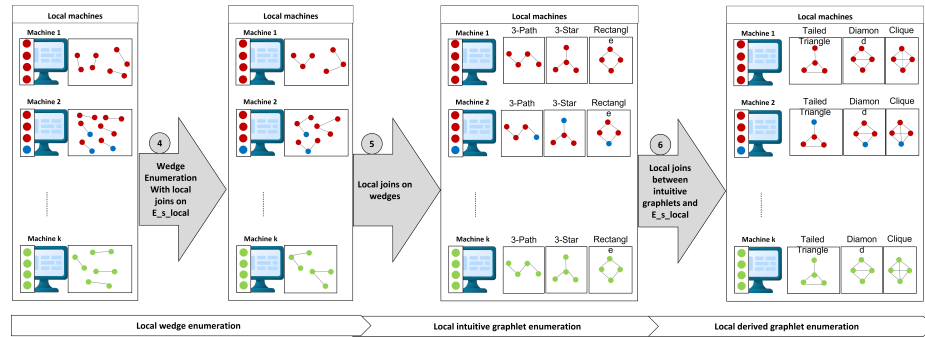 Local machines
Machine 1
Machine 2
Machine k
4
Wedge
Enumeration
With local
joins on
E_s_local
Local machines
Machine 1
Machine 2
Machine k
5
Local joins on
wedges
Local machines
Machine 1
3-Path
3-Star
Rectangl
e
Machine 2
3-Path
3-Star
Rectangl
e
Machine k
3-Path
3-Star
Rectangl
e
6
Local joins
between
intuitive
graphlets and
E_s_local
Local machines
Machine 1
Tailed
Triangle
Diamon
d
Clique
Machine 2
Tailed
Triangle
Diamon
d
Clique
Machine k
Tailed
Triangle
Diamon
d
Clique
Local wedge enumeration
Local intuitive graphlet enumeration
Local derived graphlet enumeration